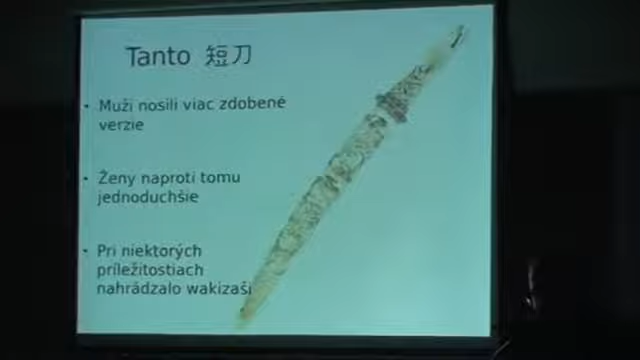 Tanto 短刀
• Muži nosili viac zdobené
verzie
• Ženy naproti tomu
jednoduchšie
• Pri niektorých
príležitostiach
nahrádzalo wakizaši